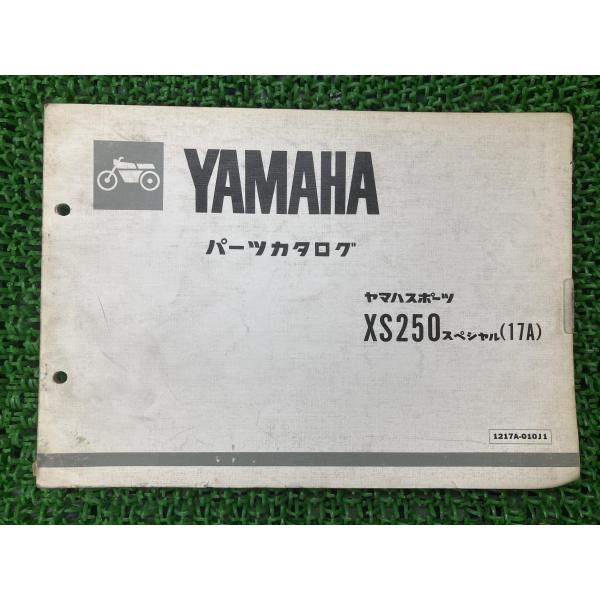 YAMAHA
パーツカタログ
ヤマハスポーツ
XS250スペシャル(17A)
1217A-010J1